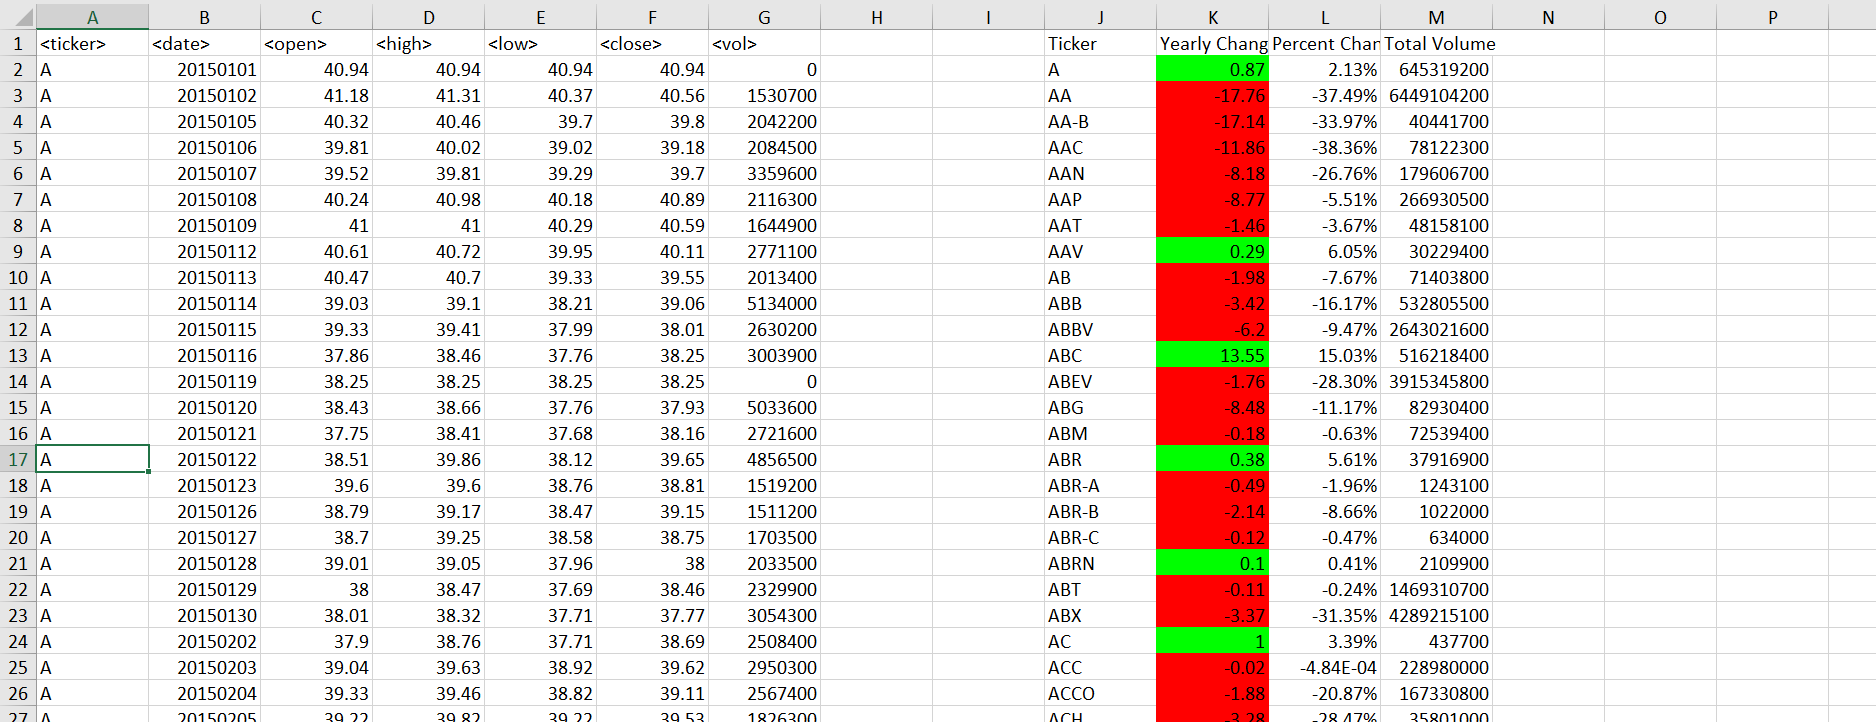 A B C D E F G H I J K L M N O P
1 <ticker> <date> <open> <high> <low> <close> <vol> Ticker Yearly Chang Percent Chan Total Volume
2 A 20150101 40.94 40.94 40.94 40.94 0 A 0.87 2.13% 645319200
3 A 20150102 41.18 41.31 40.37 40.56 1530700 AA -17.76 -37.49% 6449104200
4 A 20150105 40.32 40.46 39.7 39.8 2042200 AA-B -17.14 -33.97% 40441700
5 A 20150106 39.81 40.02 39.02 39.18 2084500 AAC -11.86 -38.36% 78122300
6 A 20150107 39.52 39.81 39.29 39.7 3359600 AAN -8.18 -26.76% 179606700
7 A 20150108 40.24 40.98 40.18 40.89 2116300 AAP -8.77 -5.51% 266930500
8 A 20150109 41 41 40.29 40.59 1644900 AAT -1.46 -3.67% 48158100
9 A 20150112 40.61 40.72 39.95 40.11 2771100 AAV 0.29 6.05% 30229400
10 A 20150113 40.47 40.7 39.33 39.55 2013400 AB -1.98 -7.67% 71403800
11 A 20150114 39.03 39.1 38.21 39.06 5134000 ABB -3.42 -16.17% 532805500
12 A 20150115 39.33 39.41 37.99 38.01 2630200 ABBV -6.2 -9.47% 2643021600
13 A 20150116 37.86 38.46 37.76 38.25 3003900 ABC 13.55 15.03% 516218400
14 A 20150119 38.25 38.25 38.25 38.25 0 ABEV -1.76 -28.30% 3915345800
15 A 20150120 38.43 38.66 37.76 37.93 5033600 ABG -8.48 -11.17% 82930400
16 A 20150121 37.75 38.41 37.68 38.16 2721600 ABM -0.18 -0.63% 72539400
17 A 20150122 38.51 39.86 38.12 39.65 4856500 ABR 0.38 5.61% 37916900
18 A 20150123 39.6 39.6 38.76 38.81 1519200 ABR-A -0.49 -1.96% 1243100
19 A 20150126 38.79 39.17 38.47 39.15 1511200 ABR-B -2.14 -8.66% 1022000
20 A 20150127 38.7 39.25 38.58 38.75 1703500 ABR-C -0.12 -0.47% 634000
21 A 20150128 39.01 39.05 37.96 38 2033500 ABRN 0.1 0.41% 2109900
22 A 20150129 38 38.47 37.69 38.46 2329900 ABT -0.11 -0.24% 1469310700
23 A 20150130 38.01 38.32 37.71 37.77 3054300 ABX -3.37 -31.35% 4289215100
24 A 20150202 37.9 38.76 37.71 38.69 2508400 AC 1 3.39% 437700
25 A 20150203 39.04 39.63 38.92 39.62 2950300 ACC -0.02 -4.84E-04 228980000
26 A 20150204 39.33 39.46 38.82 39.11 2567400 ACCO -1.88 -20.87% 167330800
27 A 20150205 39.22 39.82 39.22 39.53 1826300 ACH -3.28 -28.47% 35801000